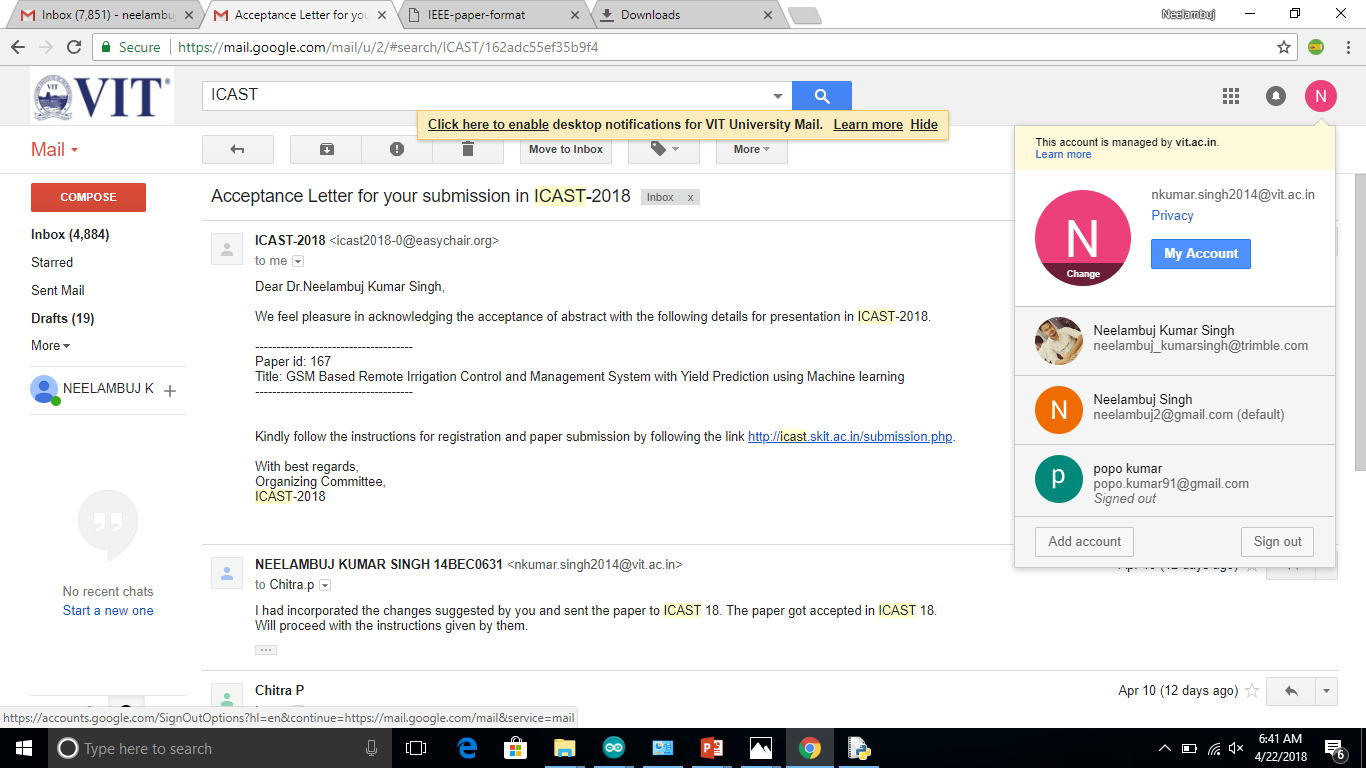 Inbox (7,851) - neelambu
Acceptance Letter for you
IEEE-paper-format
Downloads
Neelambuj
Secure
https://mail.google.com/mail/u/2/#search/ICAST/162adc55ef35b9f4
VIT
VIT®
ICAST
N
Click here to enable desktop notifications for VIT University Mail. Learn more Hide
Mail
Move to Inbox
More
This account is managed by vit.ac.in.
Learn more
COMPOSE
Inbox (4,884)
Starred
Sent Mail
Drafts (19)
More
NEELAMBUJ K
No recent chats
Start a new one
Acceptance Letter for your submission in ICAST-2018
Inbox x
ICAST-2018 <icast2018-0@easychair.org>
to me
Dear Dr.Neelambuj Kumar Singh,
We feel pleasure in acknowledging the acceptance of abstract with the following details for presentation in ICAST-2018.
-------------------------------------
Paper id: 167
Title: GSM Based Remote Irrigation Control and Management System with Yield Prediction using Machine learning
-------------------------------------
Kindly follow the instructions for registration and paper submission by following the link http://icast.skit.ac.in/submission.php.
With best regards,
Organizing Committee,
ICAST-2018
NEELAMBUJ KUMAR SINGH 14BEC0631 <nkumar.singh2014@vit.ac.in>
to Chitra.p
Apr 10 (12 days ago)
I had incorporated the changes suggested by you and sent the paper to ICAST 18. The paper got accepted in ICAST 18.
Will proceed with the instructions given by them.
Chitra P
Apr 10 (12 days ago)
N
Change
nkumar.singh2014@vit.ac.in
Privacy
My Account
Neelambuj Kumar Singh
neelambuj_kumarsingh@trimble.com
N
Neelambuj Singh
neelambuj2@gmail.com (default)
p
popo kumar
popo.kumar91@gmail.com
Signed out
Add account
Sign out
https://accounts.google.com/SignOutOptions?hl=en&continue=https://mail.google.com/mail&service=mail
Type here to search
6:41 AM
4/22/2018
6